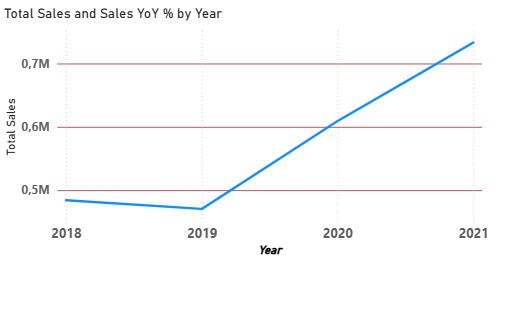 Total Sales and Sales YoY % by Year
0,7M
0,6M
0,5M
Total Sales
2018 2019 2020 2021
Year